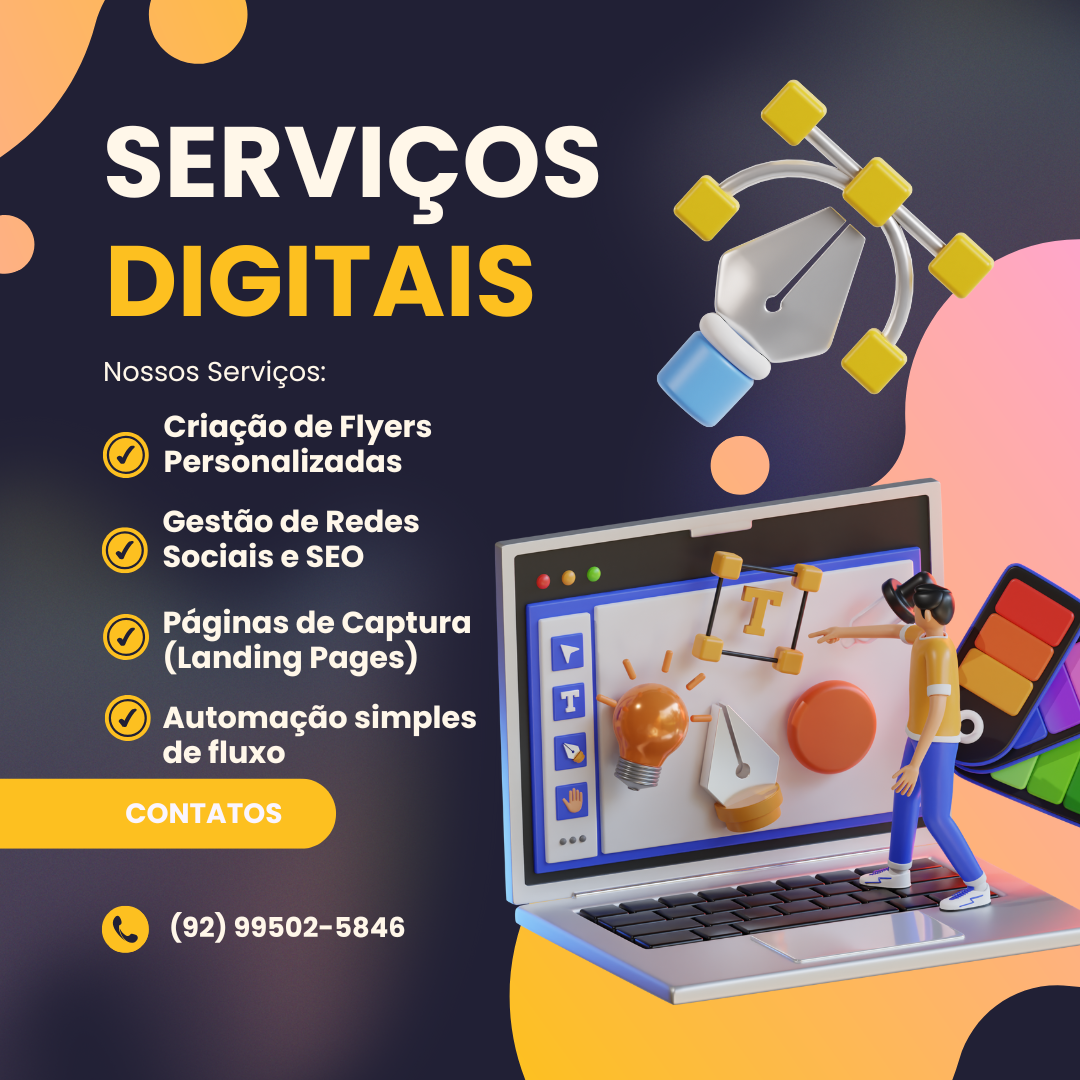 SERVIÇOS
DIGITAIS
Nossos Serviços:
Criação de Flyers
Personalizadas
Gestão de Redes
Sociais e SEO
Páginas de Captura
(Landing Pages)
Automação simples
de fluxo
CONTATOS
(92) 99502-5846
T
T